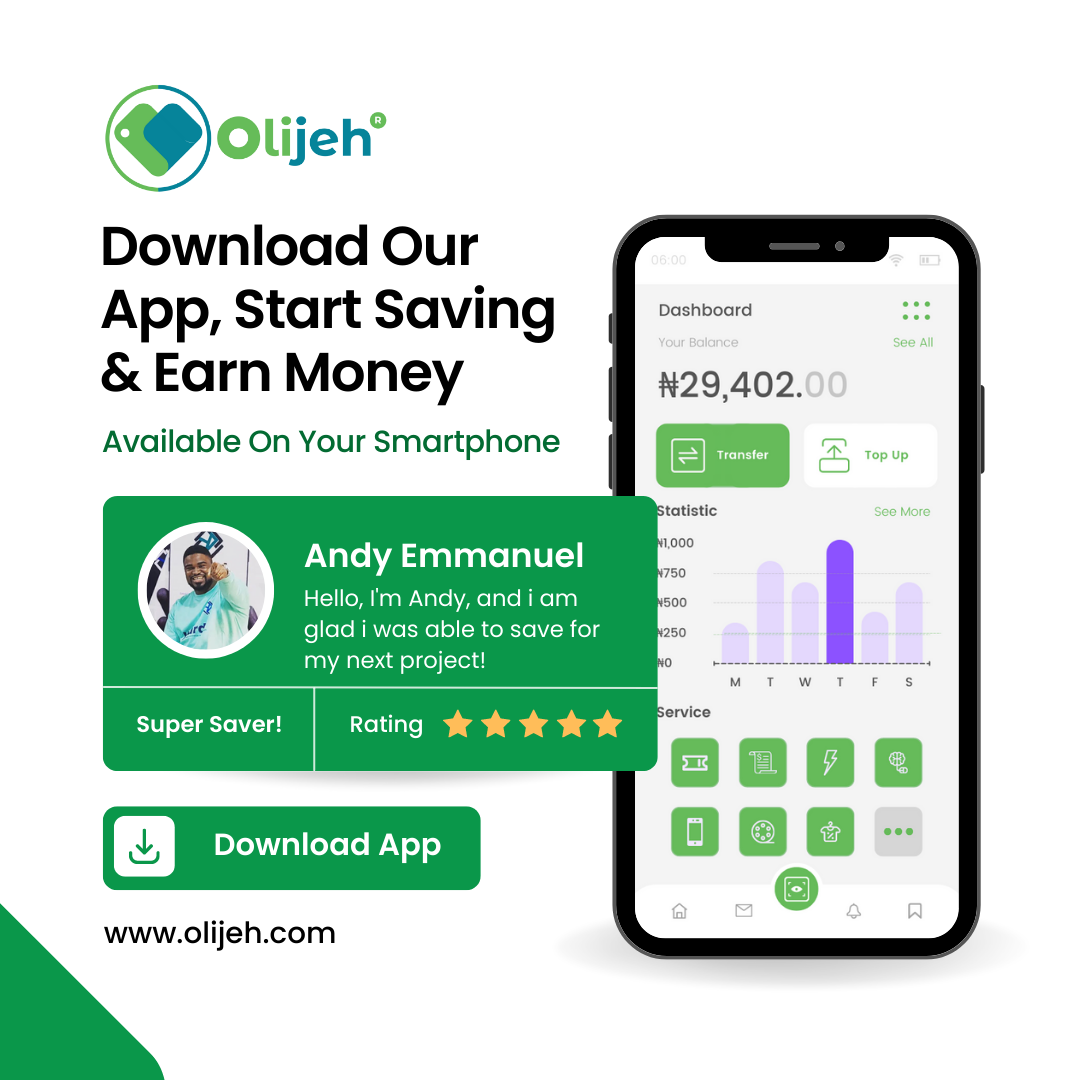 Olijeh®
Download Our
App, Start Saving
& Earn Money
Available On Your Smartphone
Andy Emmanuel
Hello, I'm Andy, and i am
glad i was able to save for
my next project!
Super Saver!
Rating
Download App
www.olijeh.com
06:00
Dashboard
Your Balance
See All
₦29,402.00
Transfer
Top Up
Statistic
See More
₦1,000
₦750
₦500
₦250
₦0
M T W T F S
Service